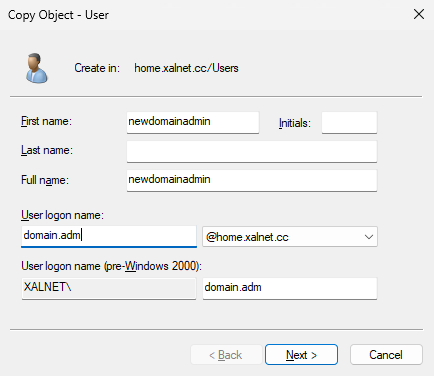 Copy Object - User
Create in: home.xalnet.cc/Users
First name: newdomainadmin Initials:
Last name:
Full name: newdomainadmin
User logon name:
domain.adm @home.xalnet.cc
User logon name (pre-Windows 2000):
XALNET\ domain.adm
< Back Next > Cancel